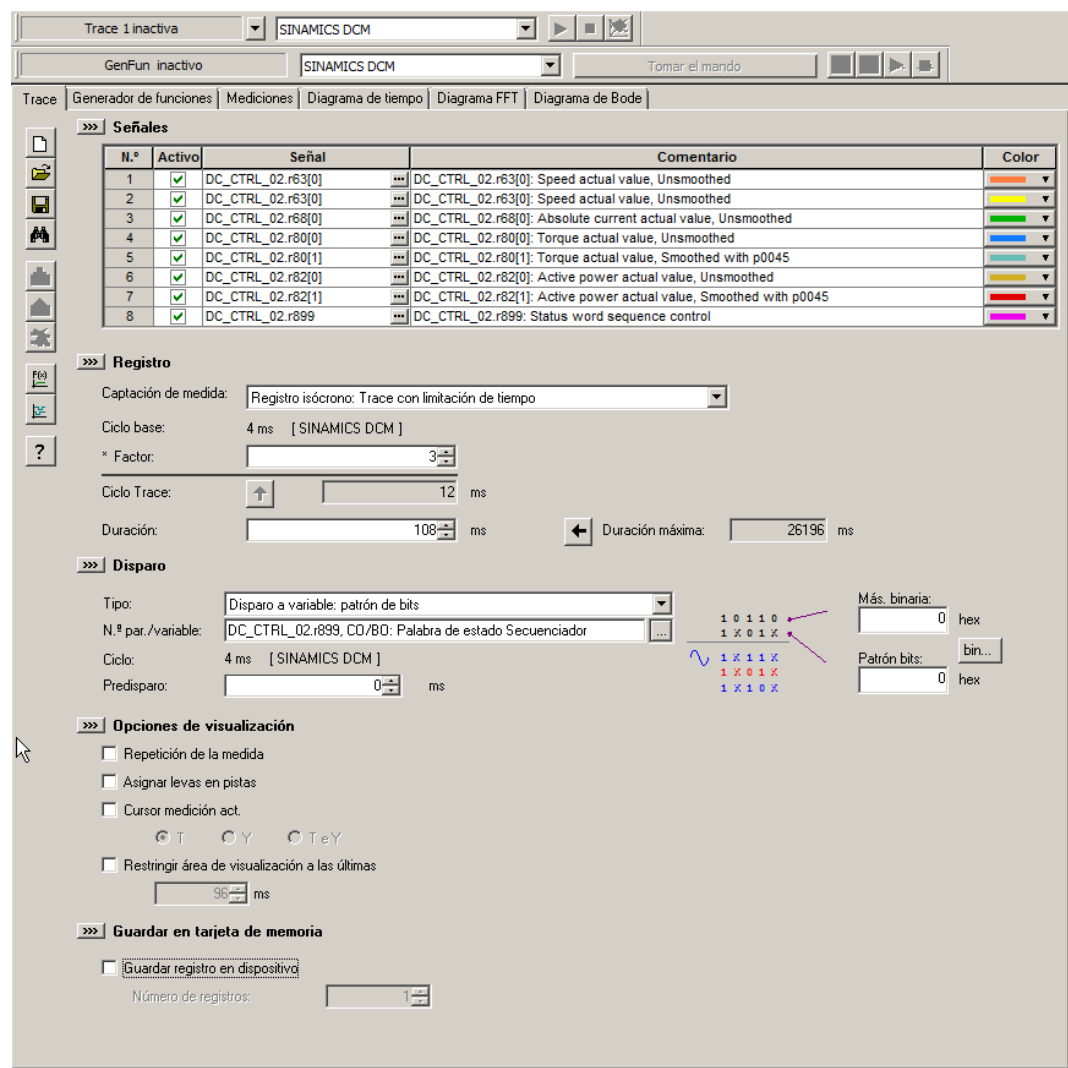 Trace 1 inactiva SINAMICS DCM
GenFun inactivo SINAMICS DCM Tomar el mando
Trace Generador de funciones Mediciones Diagrama de tiempo Diagrama FFT Diagrama de Bode
>>> Señales
N.º Activo Señal Comentario Color
1 DC_CTRL_02.r63[0] ... DC_CTRL_02.r63[0]: Speed actual value, Unsmoothed
2 DC_CTRL_02.r63[0] ... DC_CTRL_02.r63[0]: Speed actual value, Unsmoothed
3 DC_CTRL_02.r68[0] ... DC_CTRL_02.r68[0]: Absolute current actual value, Unsmoothed
4 DC_CTRL_02.r80[0] ... DC_CTRL_02.r80[0]: Torque actual value, Unsmoothed
5 DC_CTRL_02.r80[1] ... DC_CTRL_02.r80[1]: Torque actual value, Smoothed with p0045
6 DC_CTRL_02.r82[0] ... DC_CTRL_02.r82[0]: Active power actual value, Unsmoothed
7 DC_CTRL_02.r82[1] ... DC_CTRL_02.r82[1]: Active power actual value, Smoothed with p0045
8 DC_CTRL_02.r899 ... DC_CTRL_02.r899: Status word sequence control
>>> Registro
F(x)
?
Captación de medida: Registro isócrono: Trace con limitación de tiempo
Ciclo base: 4 ms [ SINAMICS DCM ]
* Factor: 3
Ciclo Trace: 12 ms
Duración: 108 ms Duración máxima: 26196 ms
>>> Disparo
Tipo: Disparo a variable: patrón de bits
N.º par./variable: DC_CTRL_02.r899, CO/BO: Palabra de estado Secuenciador ...
Ciclo: 4 ms [ SINAMICS DCM ]
Predisparo: 0 ms
1 0 1 1 0
1 X 0 1 X
1 X 1 1 X
1 X 0 1 X
1 X 1 0 X
Más. binaria:
0 hex
bin...
Patrón bits:
0 hex
>>> Opciones de visualización
Repetición de la medida
Asignar levas en pistas
Cursor medición act.
T Y T e Y
Restringir área de visualización a las últimas
96 ms
>>> Guardar en tarjeta de memoria
Guardar registro en dispositivo
Número de registros: 1